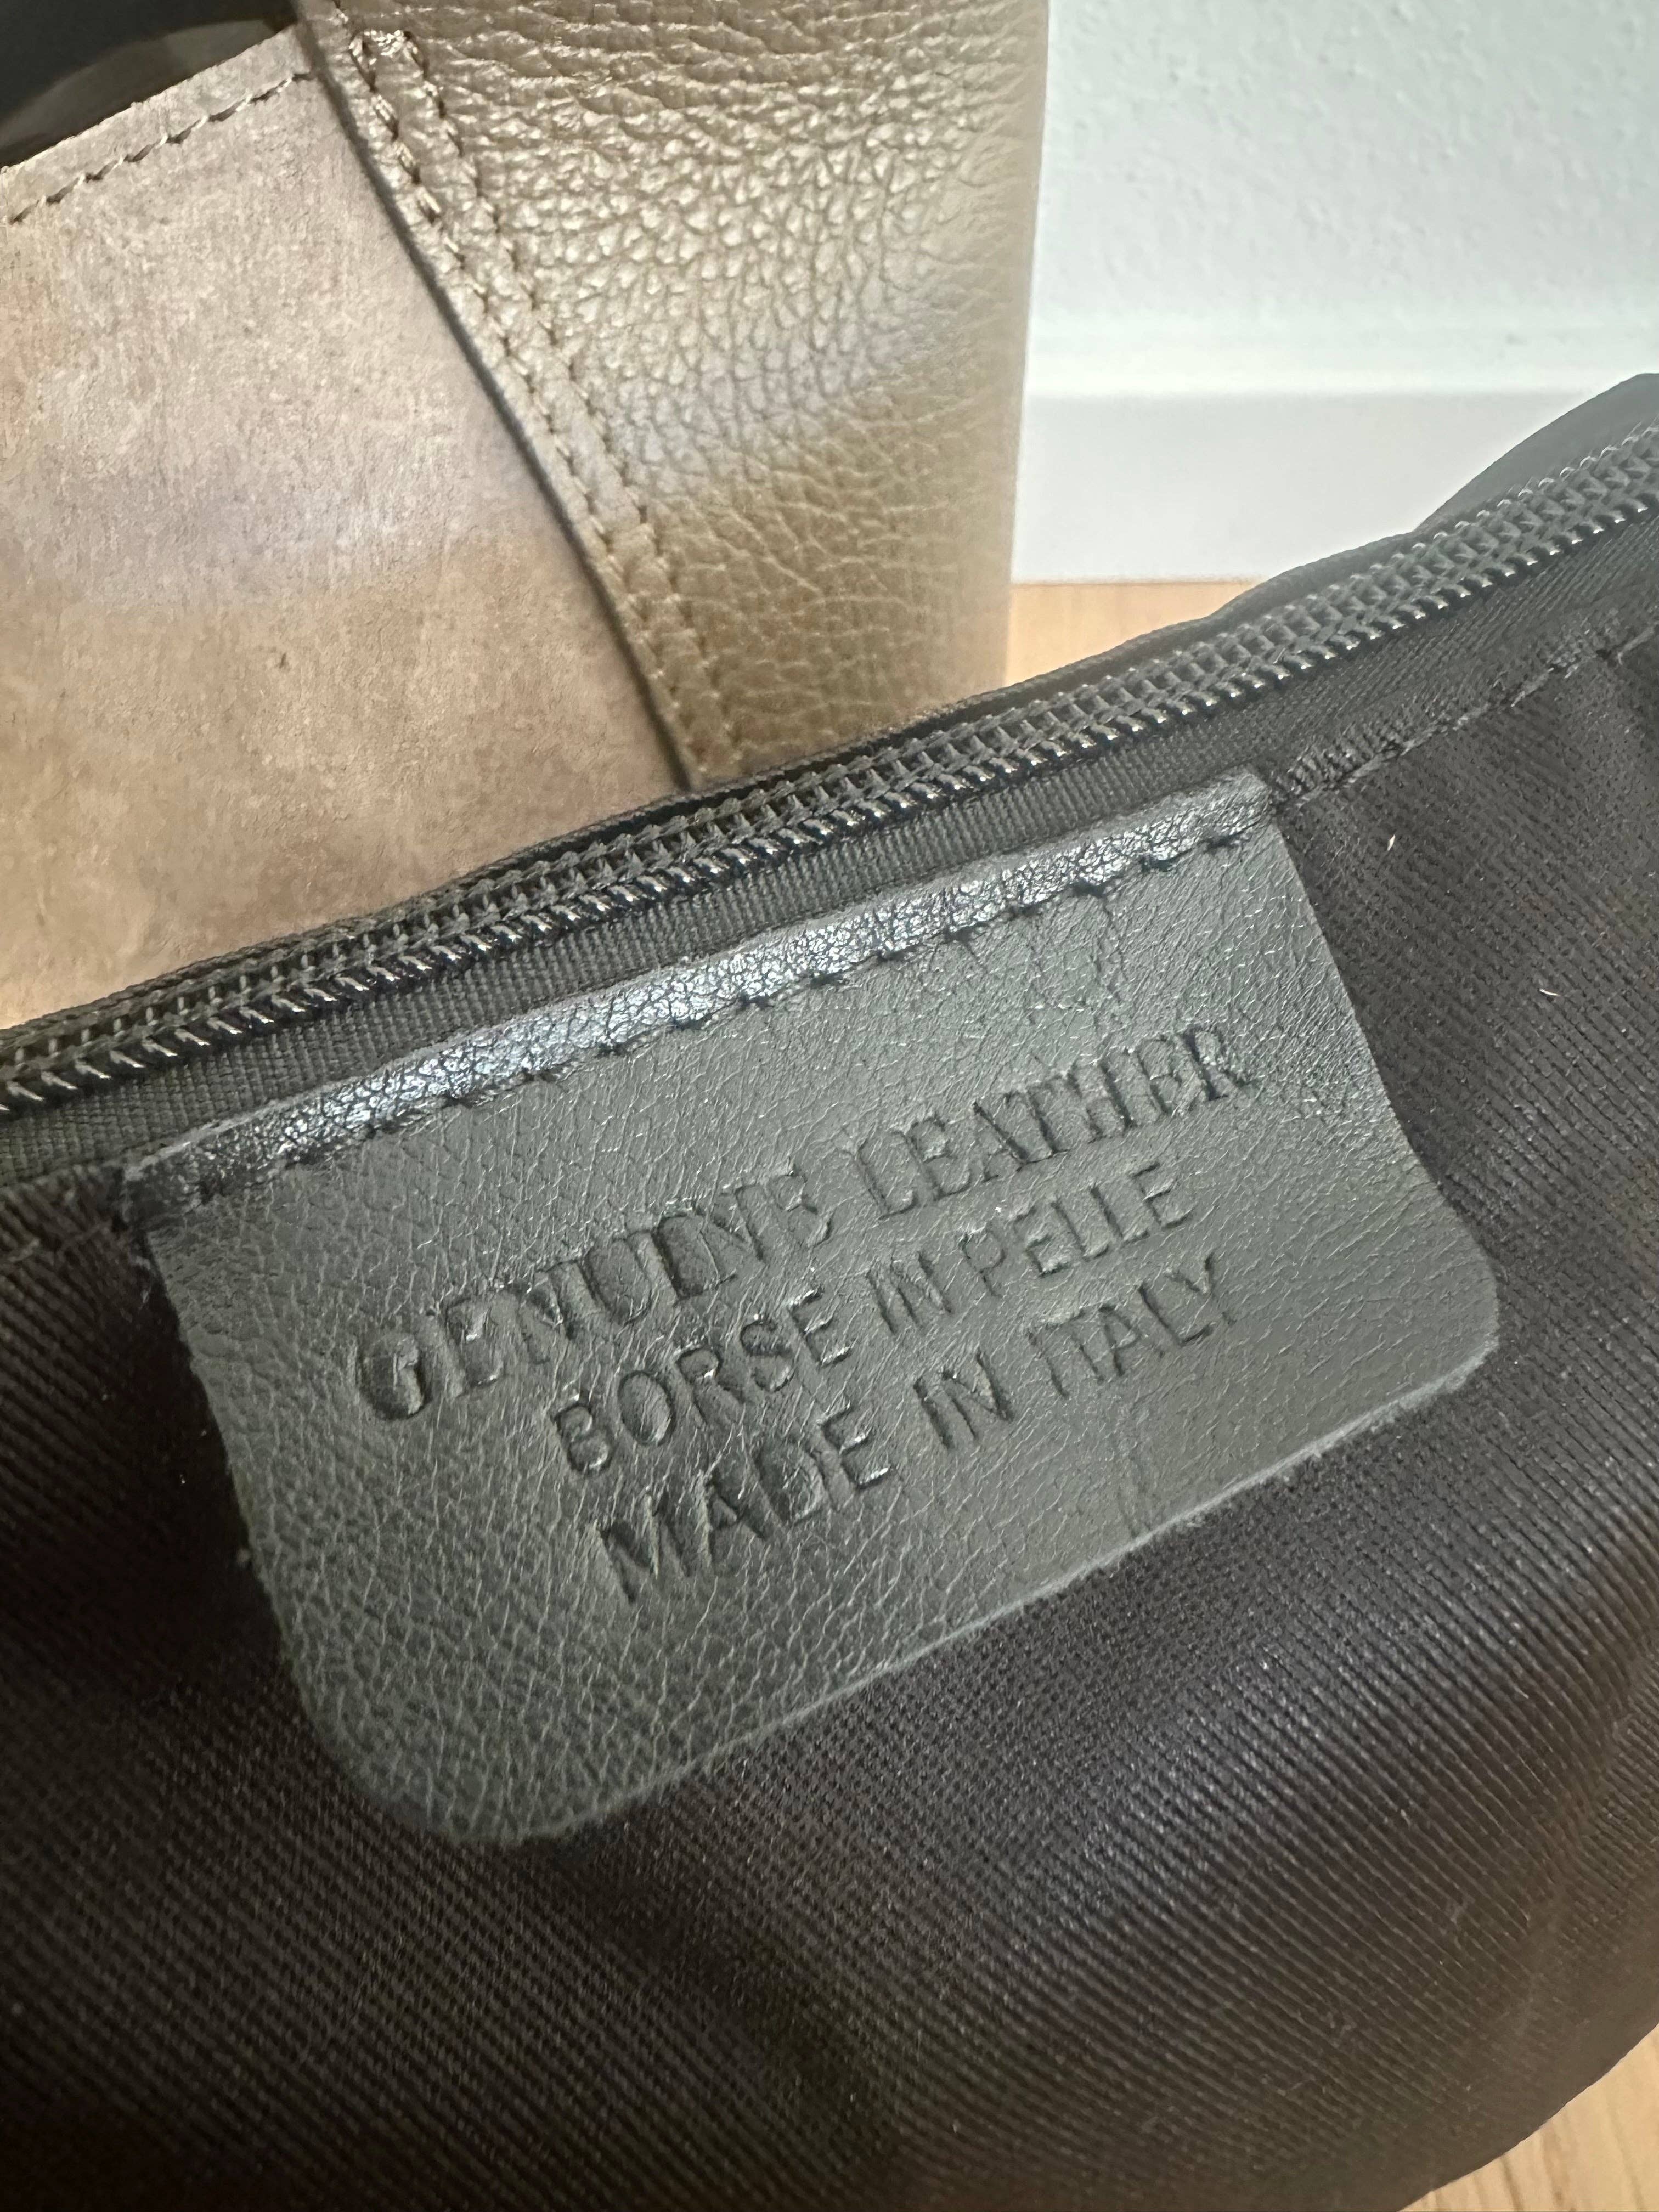 GENUINE LEATHER
BORSE IN PELLE
MADE IN ITALY